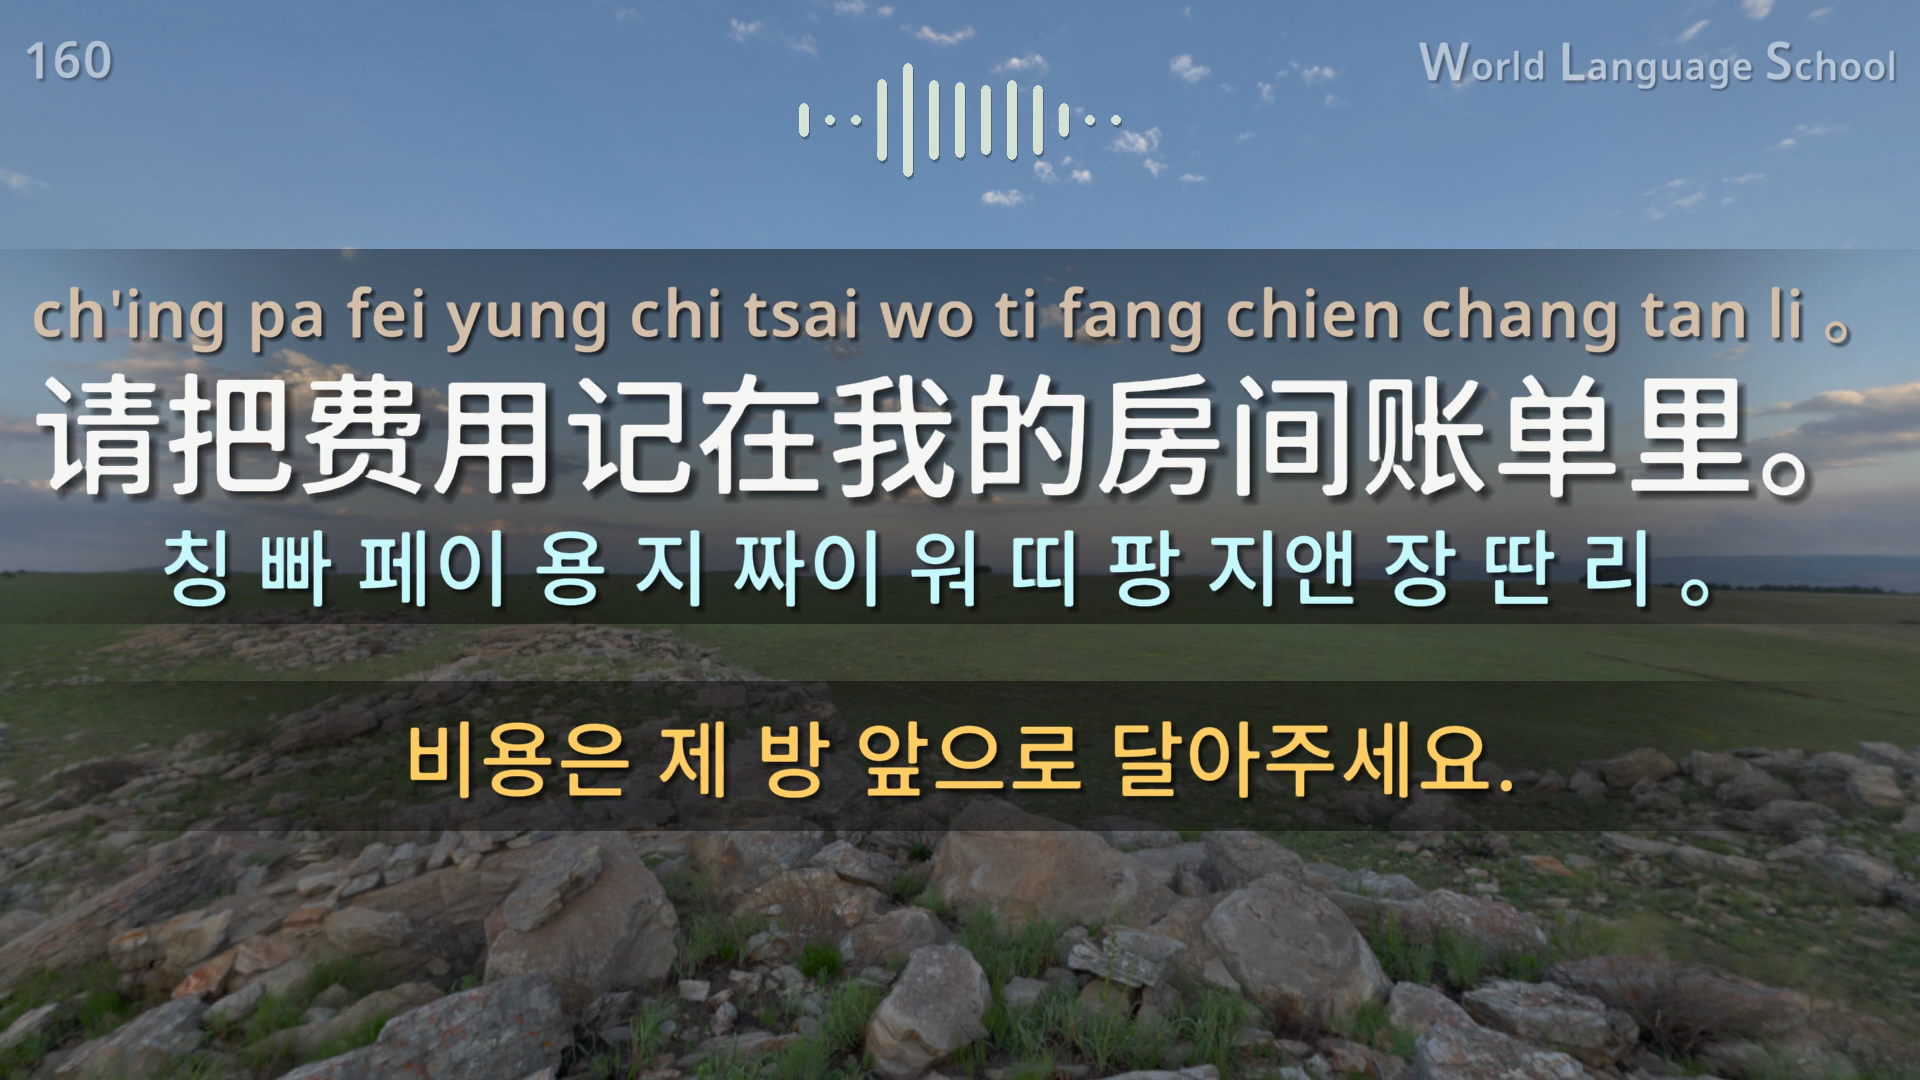 160
World Language School
ch'ing pa fei yung chi tsai wo ti fang chien chang tan li 。
请把费用记在我的房间账单里。
칭 빠 페이 용 지 짜이 워 띠 팡 지앤 장 딴 리 。
비용은 제 방 앞으로 달아주세요.